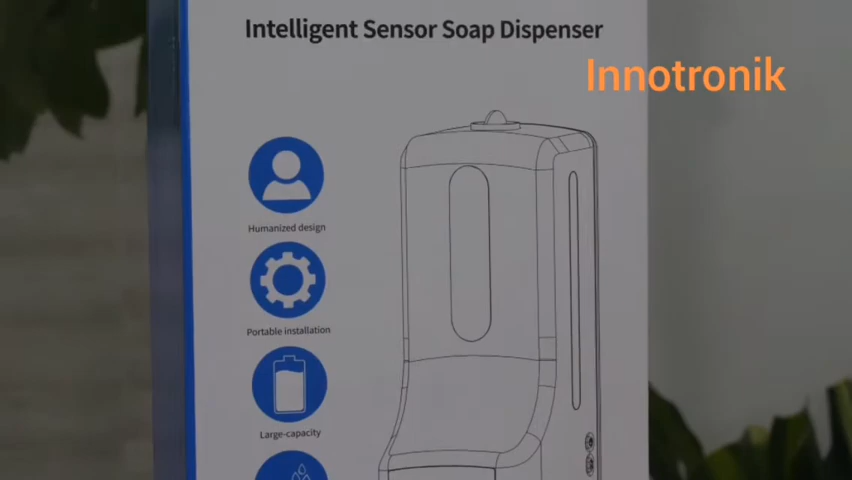 Intelligent Sensor Soap Dispenser
Innotronik
Humanized design
Portable installation
Large-capacity